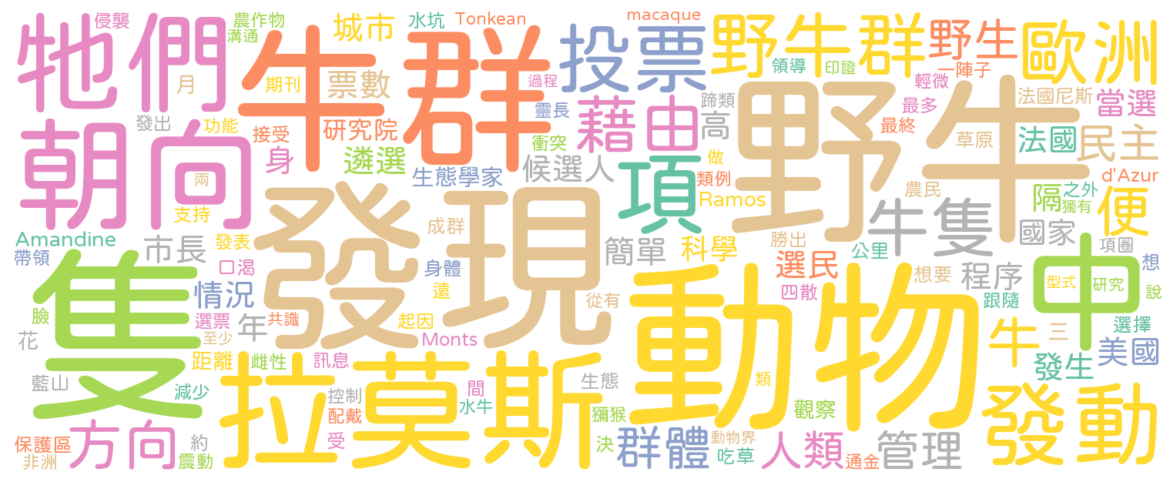 侵襲
農作物
水坑
Tonkean
macaque
溝通
城市
牠們
牛群
投票
野牛群
野生
歐洲
月
期刊
票數
過程
領導
印證
一陣子
輕微
法國尼斯
當選
蹄類
最多
發出
功能
接受
研究院
靈長
藉由
高
野牛
最終
草原
法國
民主
朝向
身
遴選
衝突
候選人
做
類例
d'Azur
兩
生態學家
項
Ramos
農民
隔
之外
獨有
便
支持
發現
成群
牛隻
國家
項圈
Amandine
市長
發表
簡單
科學
勝出
公里
帶領
口渴
身體
選民
程序
想要
中
想
隻
情況
遠
從有
四散
跟隨
型式
研究
說
臉
選票
共識
年
起因
動物
選擇
花
至少
Monts
牛
三
美國
距離
雌性
訊息
拉莫斯
生態
發生
藍山
減少
控制
間
類
發動
配戴
水牛
獼猴
觀察
保護區
方向
約
受
決
群體
動物界
人類
管理
非洲
震動
吃草
通金